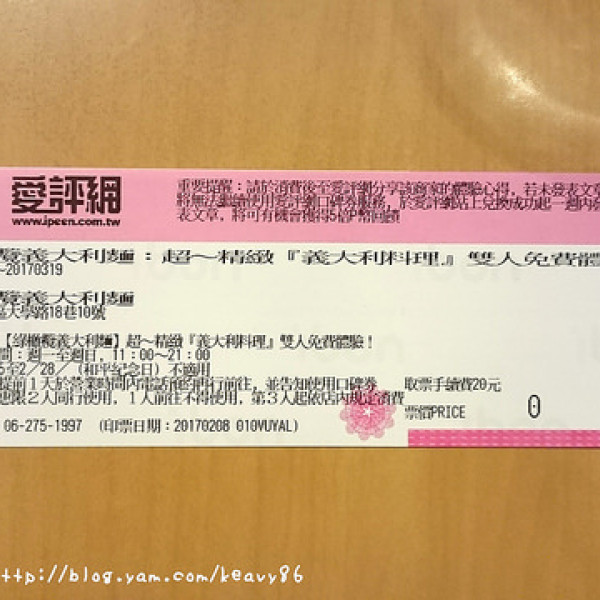 愛評網
www.ipeen.com.tw
重要提醒：請於消費後至愛評網分享該商家的體驗心得，若未發表文章
將無法繼續使用愛評網口碑券服務，於愛評網站上兌換成功起一週內發
表文章，將可有機會獲得5倍P幣回饋
義大利麵：超～精緻『義大利料理』雙人免費體
~20170319
義大利麵
大學路18巷10號
義大利麵】超～精緻『義大利料理』雙人免費體驗！
間：週一至週日，11：00～21：00
5至2／28／(和平紀念日) 不適用
提前１天於營業時間內電話預約再行前往，並告知使用口碑券
限２人同行使用，１人前往不得使用，第３人起依店內規定消費
06-275-1997 (印票日期：20170208 010VUYAL)
取票手續費20元
票價PRICE 0
http://blog.yam.com/keavy86